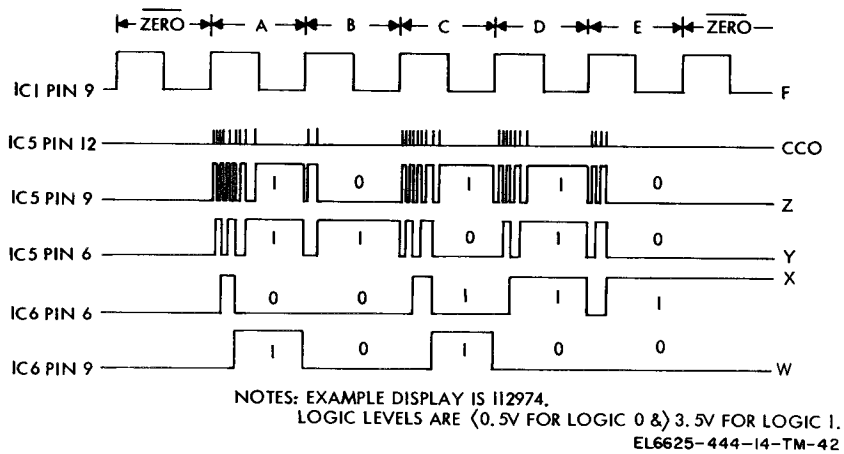 ZERO A B C D E ZERO
IC1 PIN 9 F
IC5 PIN 12 CCO
IC5 PIN 9 1 0 1 1 0 Z
IC5 PIN 6 1 1 0 1 0 Y
X
IC6 PIN 6 0 0 1 1 1
IC6 PIN 9 1 0 1 0 0 W
NOTES: EXAMPLE DISPLAY IS 112974.
LOGIC LEVELS ARE 〈0.5V FOR LOGIC 0 &〉 3.5V FOR LOGIC 1.
EL6625-444-14-TM-42